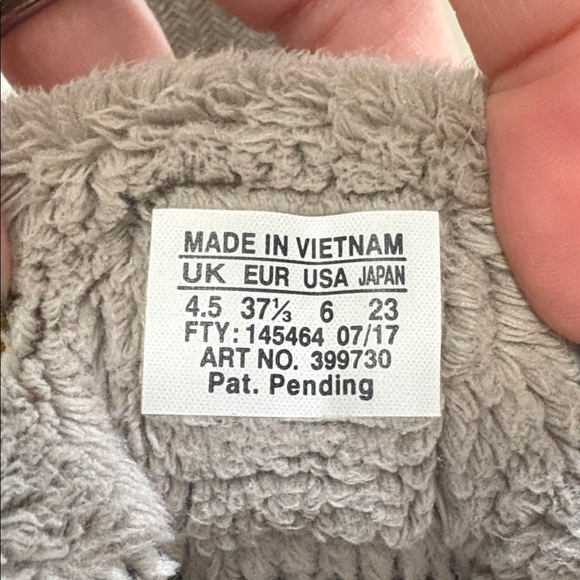 MADE IN VIETNAM
UK EUR USA JAPAN
4.5 37⅓ 6 23
FTY: 145464 07/17
ART NO. 399730
Pat. Pending